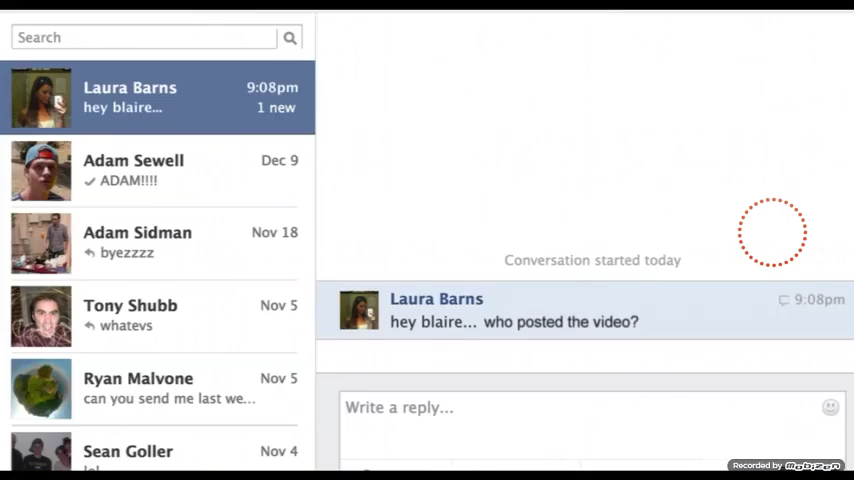 Search
Laura Barns 9:08pm
hey blaire... 1 new
Adam Sewell Dec 9
ADAM!!!!
Adam Sidman Nov 18
byezzzz
Tony Shubb Nov 5
whatevs
Ryan Malvone Nov 5
can you send me last we...
Sean Goller Nov 4
lol
Conversation started today
Laura Barns 9:08pm
hey blaire... who posted the video?
Write a reply...
Recorded by Mobizen